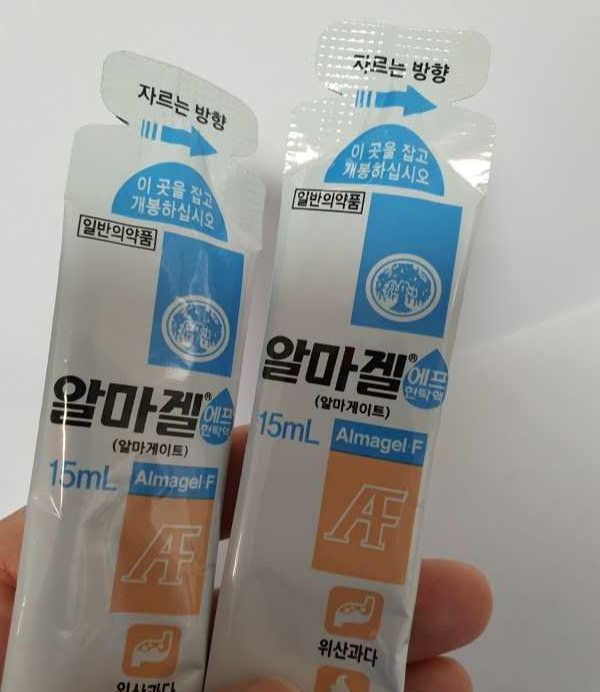 자르는 방향
이 곳을 잡고
개봉하십시오
일반의약품
알마겔®
에프
현탁액
(알마게이트)
15mL
Almagel·F
AF
위산과다
자르는 방향
이 곳을 잡고
개봉하십시오
일반의약품
알마겔®
에프
현탁액
(알마게이트)
15mL
Almagel·F
AF
위산과다